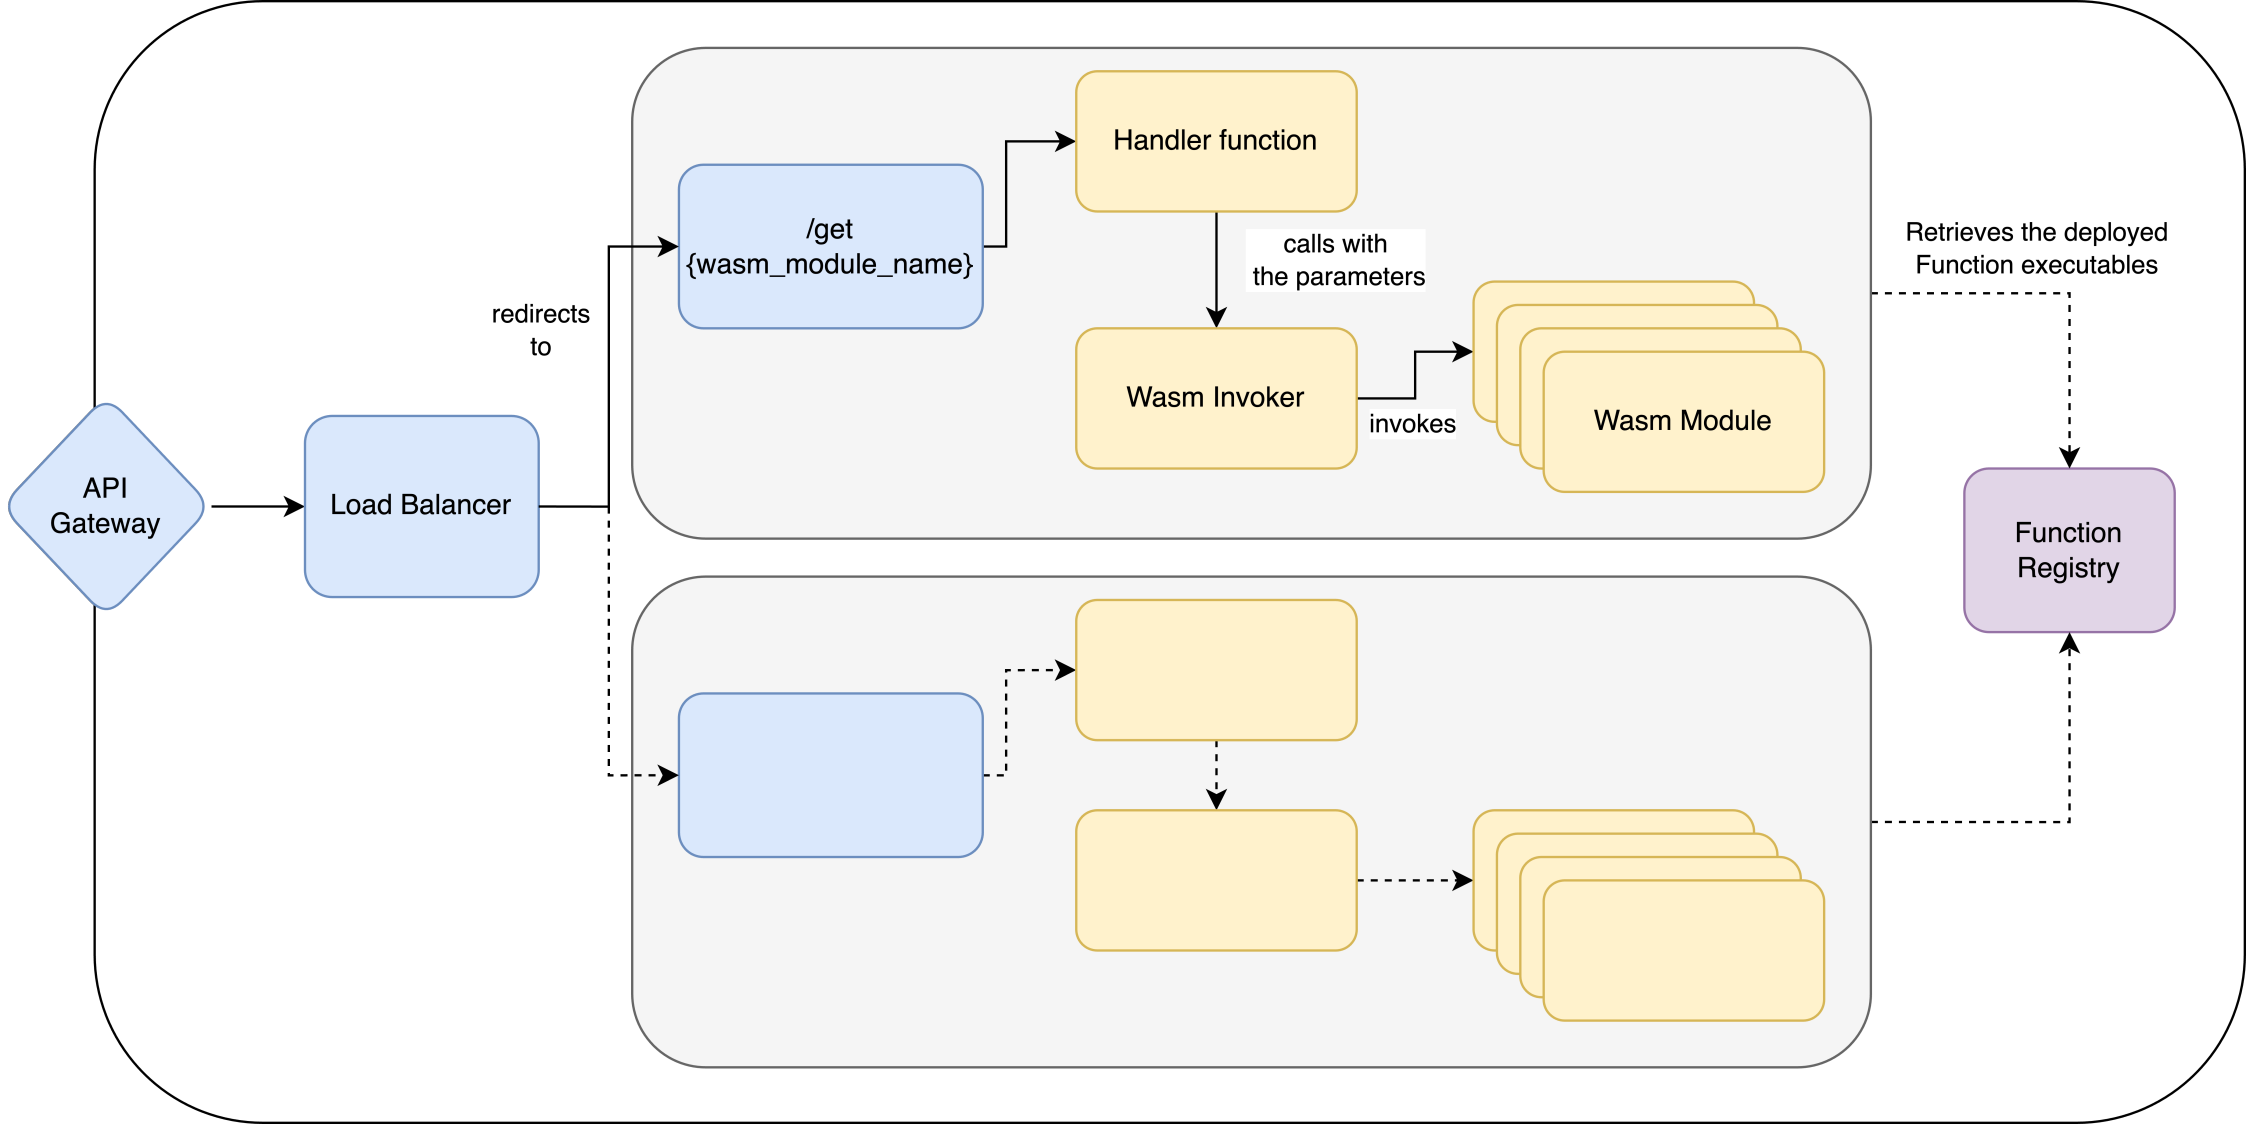 API
Gateway
Load Balancer
redirects
to
/get
{wasm_module_name}
Handler function
calls with
the parameters
Wasm Invoker
invokes
Wasm Module
Retrieves the deployed
Function executables
Function
Registry